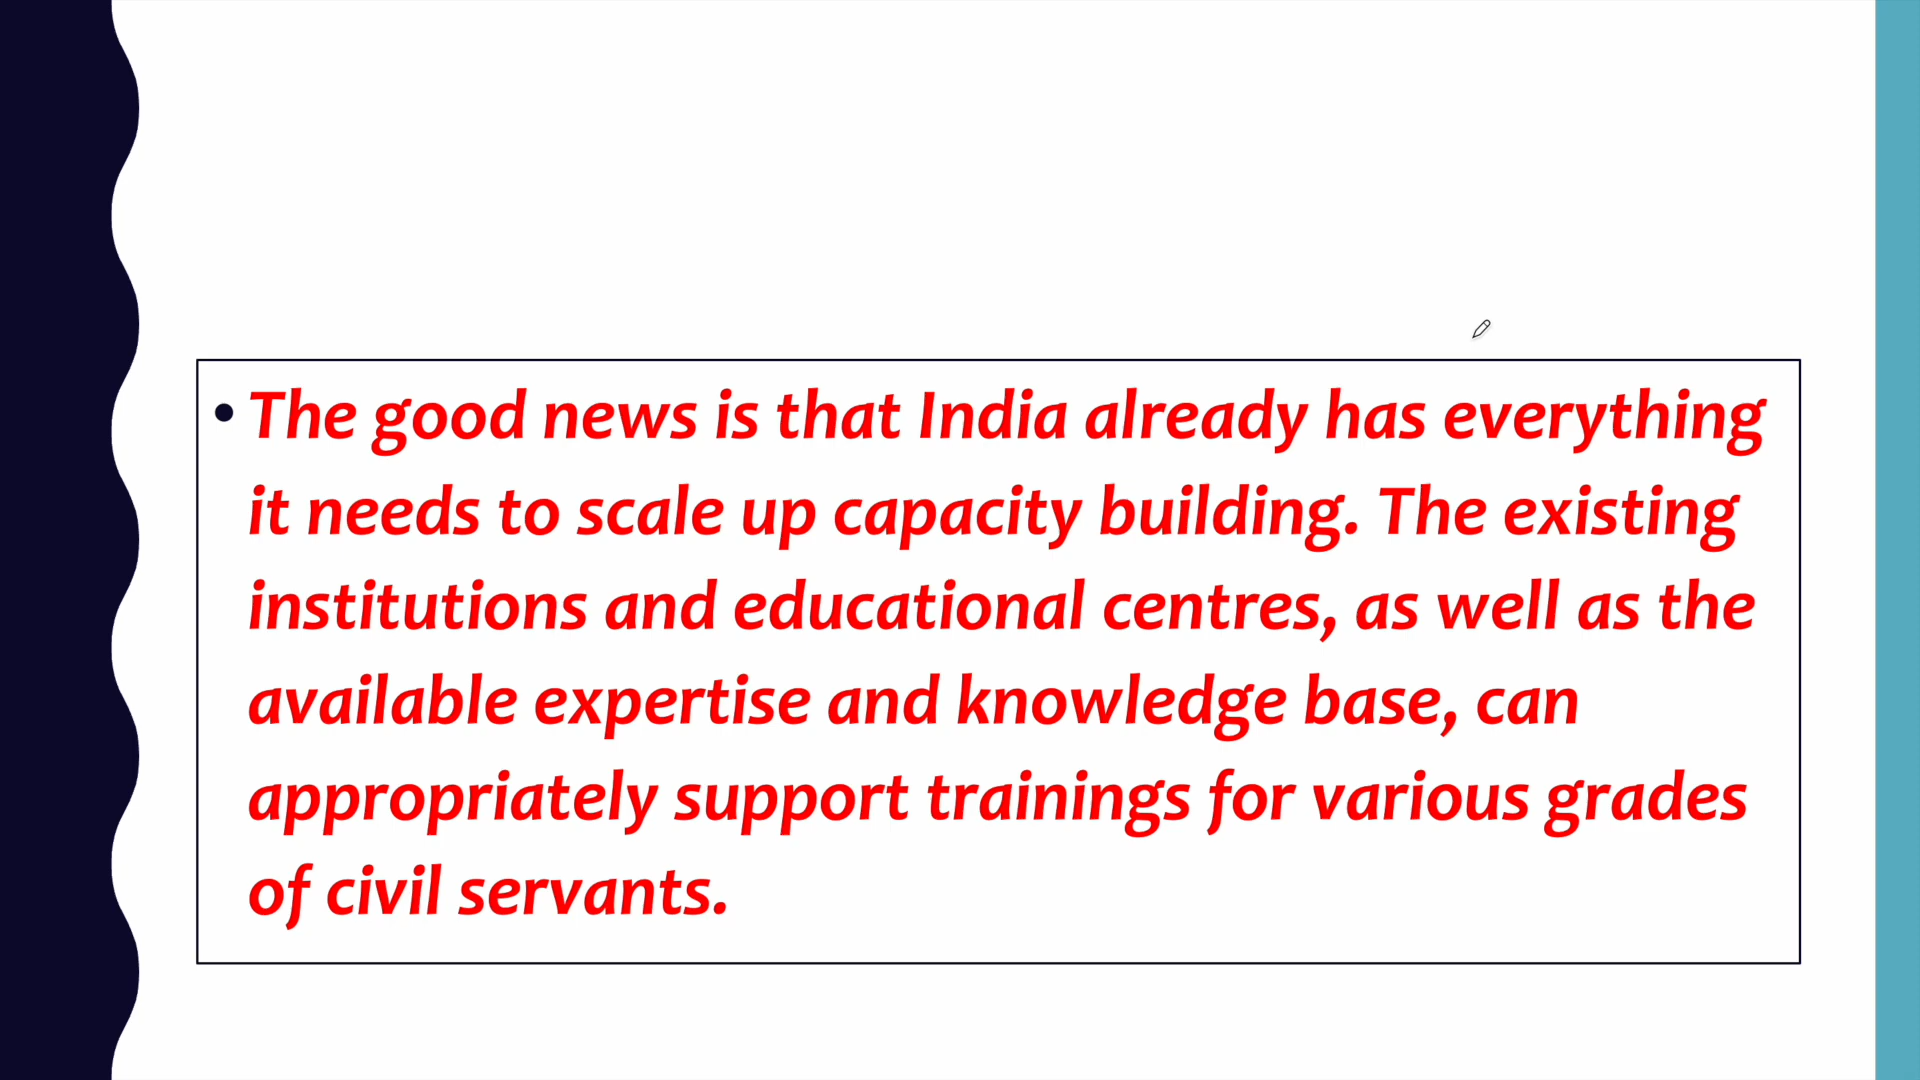 • The good news is that India already has everything
it needs to scale up capacity building. The existing
institutions and educational centres, as well as the
available expertise and knowledge base, can
appropriately support trainings for various grades
of civil servants.